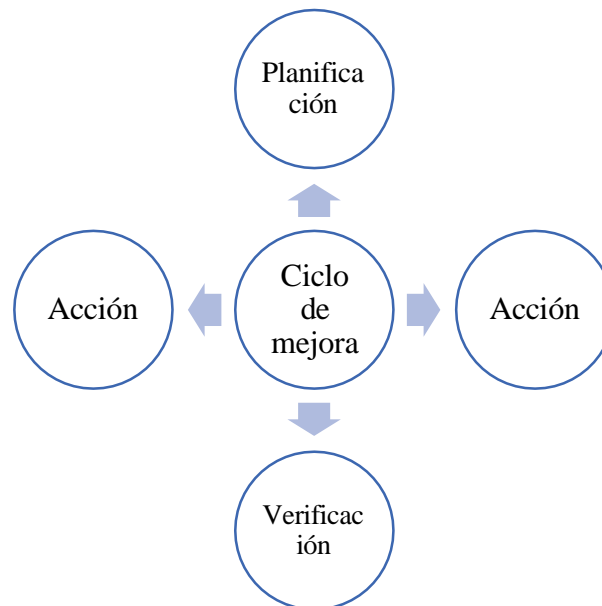 Planifica
ción
Acción
Ciclo
de
mejora
Acción
Verificac
ión